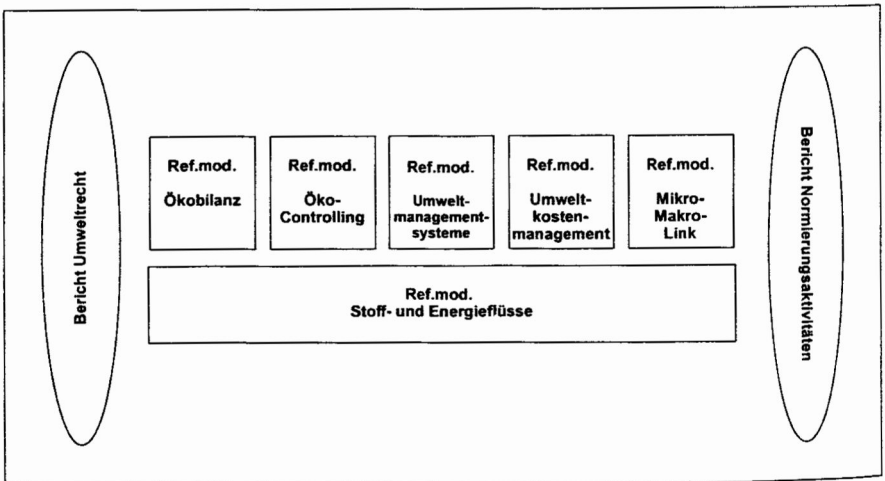 Bericht Umweltrecht
Ref.mod.
Ökobilanz
Ref.mod.
Öko-
Controlling
Ref.mod.
Umwelt-
management-
systeme
Ref.mod.
Umwelt-
kosten-
management
Ref.mod.
Mikro-
Makro-
Link
Ref.mod.
Stoff- und Energieflüsse
Bericht Normierungsaktivitäten